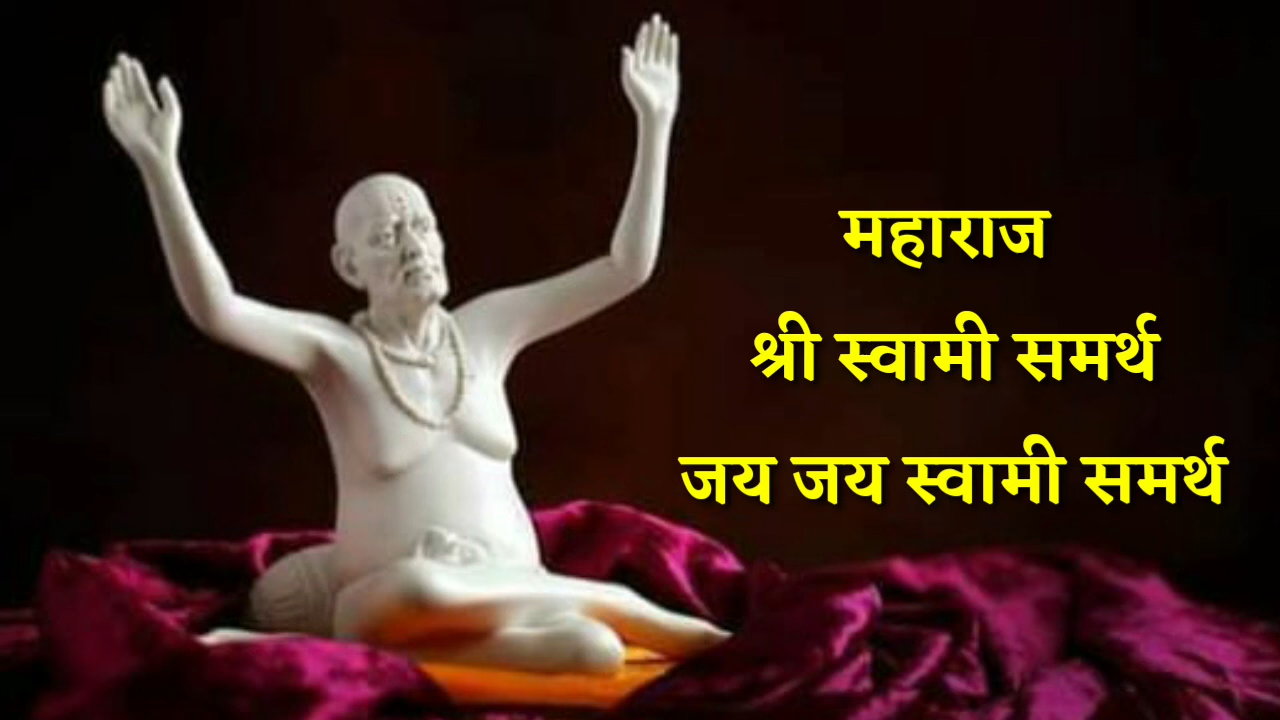 महाराज
श्री स्वामी समर्थ
जय जय स्वामी समर्थ